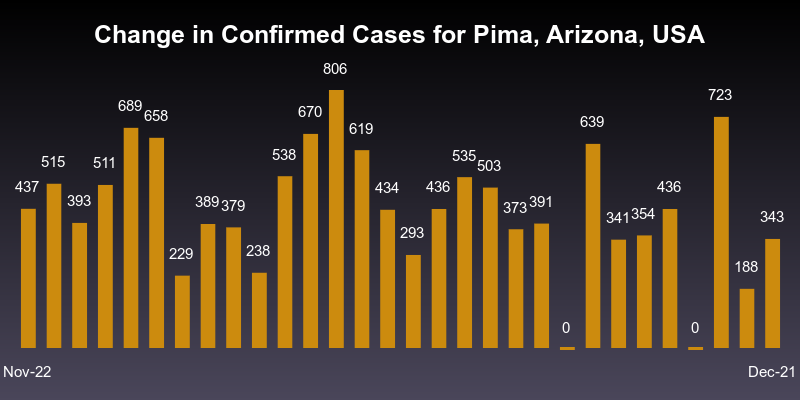 Change in Confirmed Cases for Pima, Arizona, USA
437 515 393 511 689 658 229 389 379 238 538 670 806 619 434 293 436 535 503 373 391 0 639 341 354 436 0 723 188 343
Nov-22 Dec-21